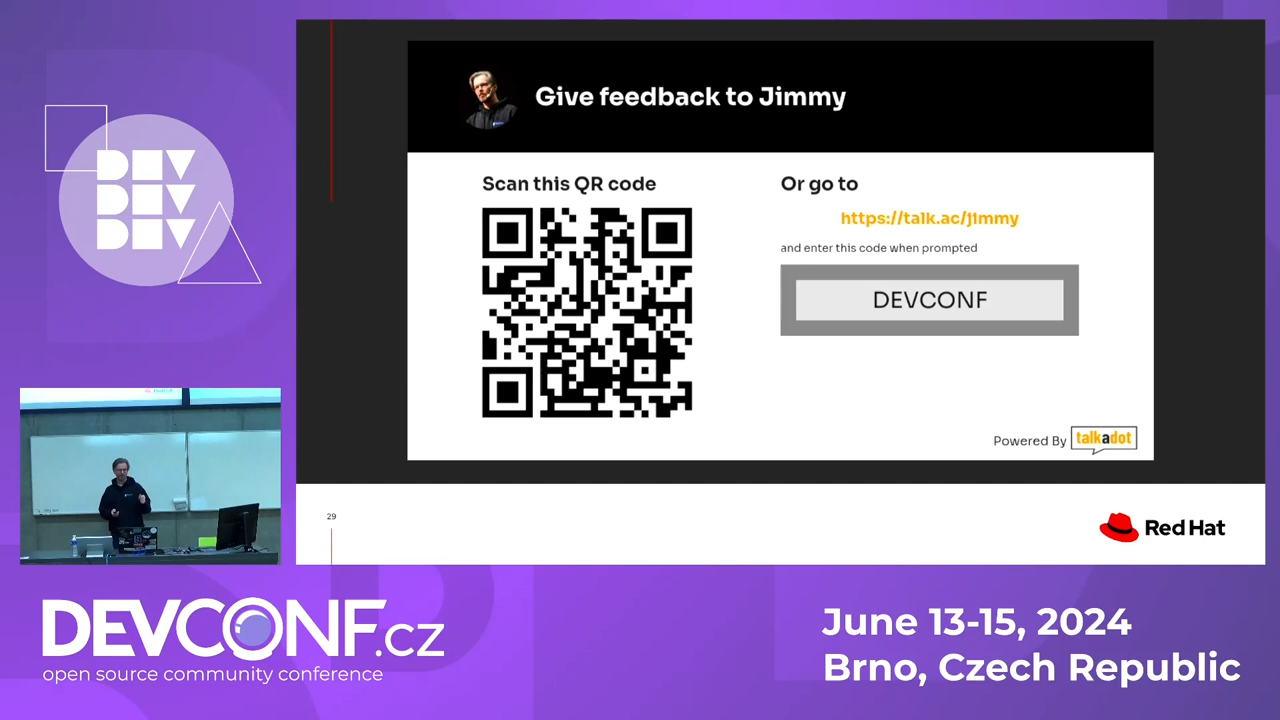 DEV
DEV
DEV
Give feedback to Jimmy
Scan this QR code
Or go to
https://talk.ac/jimmy
and enter this code when prompted
DEVCONF
Powered By talkadot
29
Red Hat
DEVCONF.cz
open source community conference
June 13-15, 2024
Brno, Czech Republic